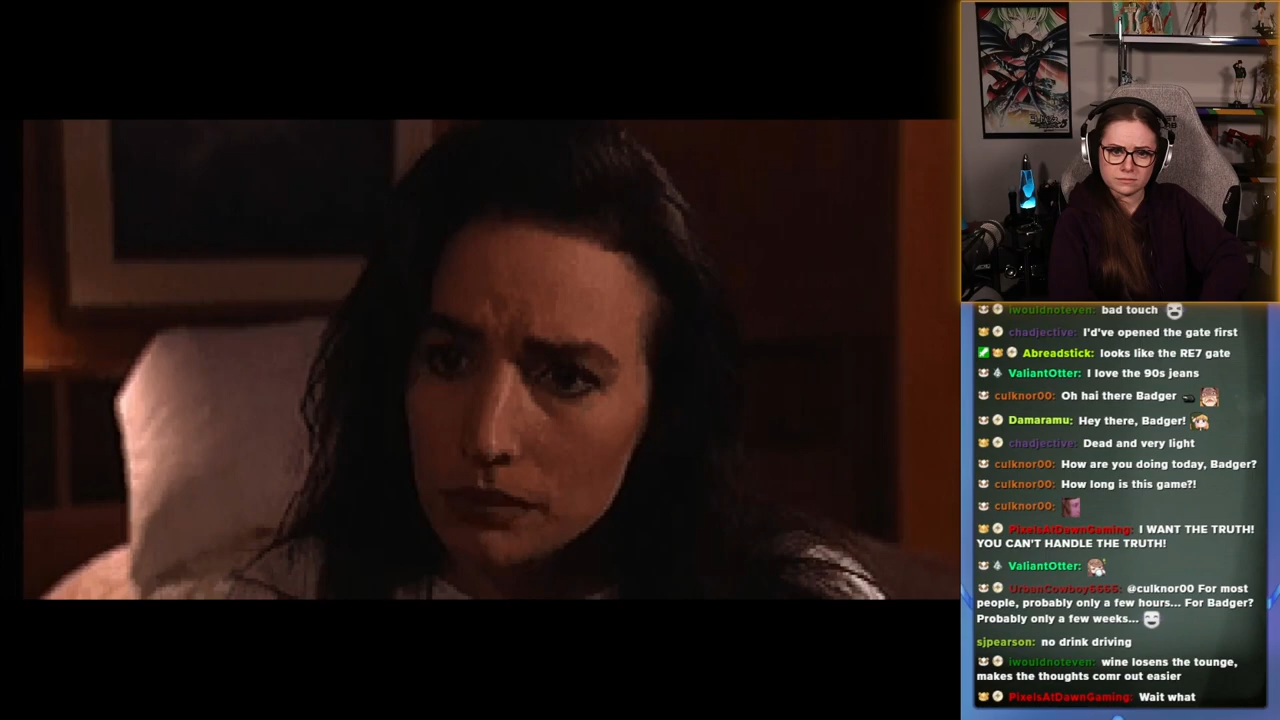 iwouldnoteven: bad touch
chadjective: I'd've opened the gate first
Abreadstick: looks like the RE7 gate
ValiantOtter: I love the 90s jeans
culknor00: Oh hai there Badger
Damaramu: Hey there, Badger!
chadjective: Dead and very light
culknor00: How are you doing today, Badger?
culknor00: How long is this game?!
culknor00:
PixelsAtDawnGaming: I WANT THE TRUTH!
YOU CAN'T HANDLE THE TRUTH!
ValiantOtter:
UrbanCowboy6666: @culknor00 For most
people, probably only a few hours... For Badger?
Probably only a few weeks...
sjpearson: no drink driving
iwouldnoteven: wine losens the tounge,
makes the thoughts comr out easier
PixelsAtDawnGaming: Wait what